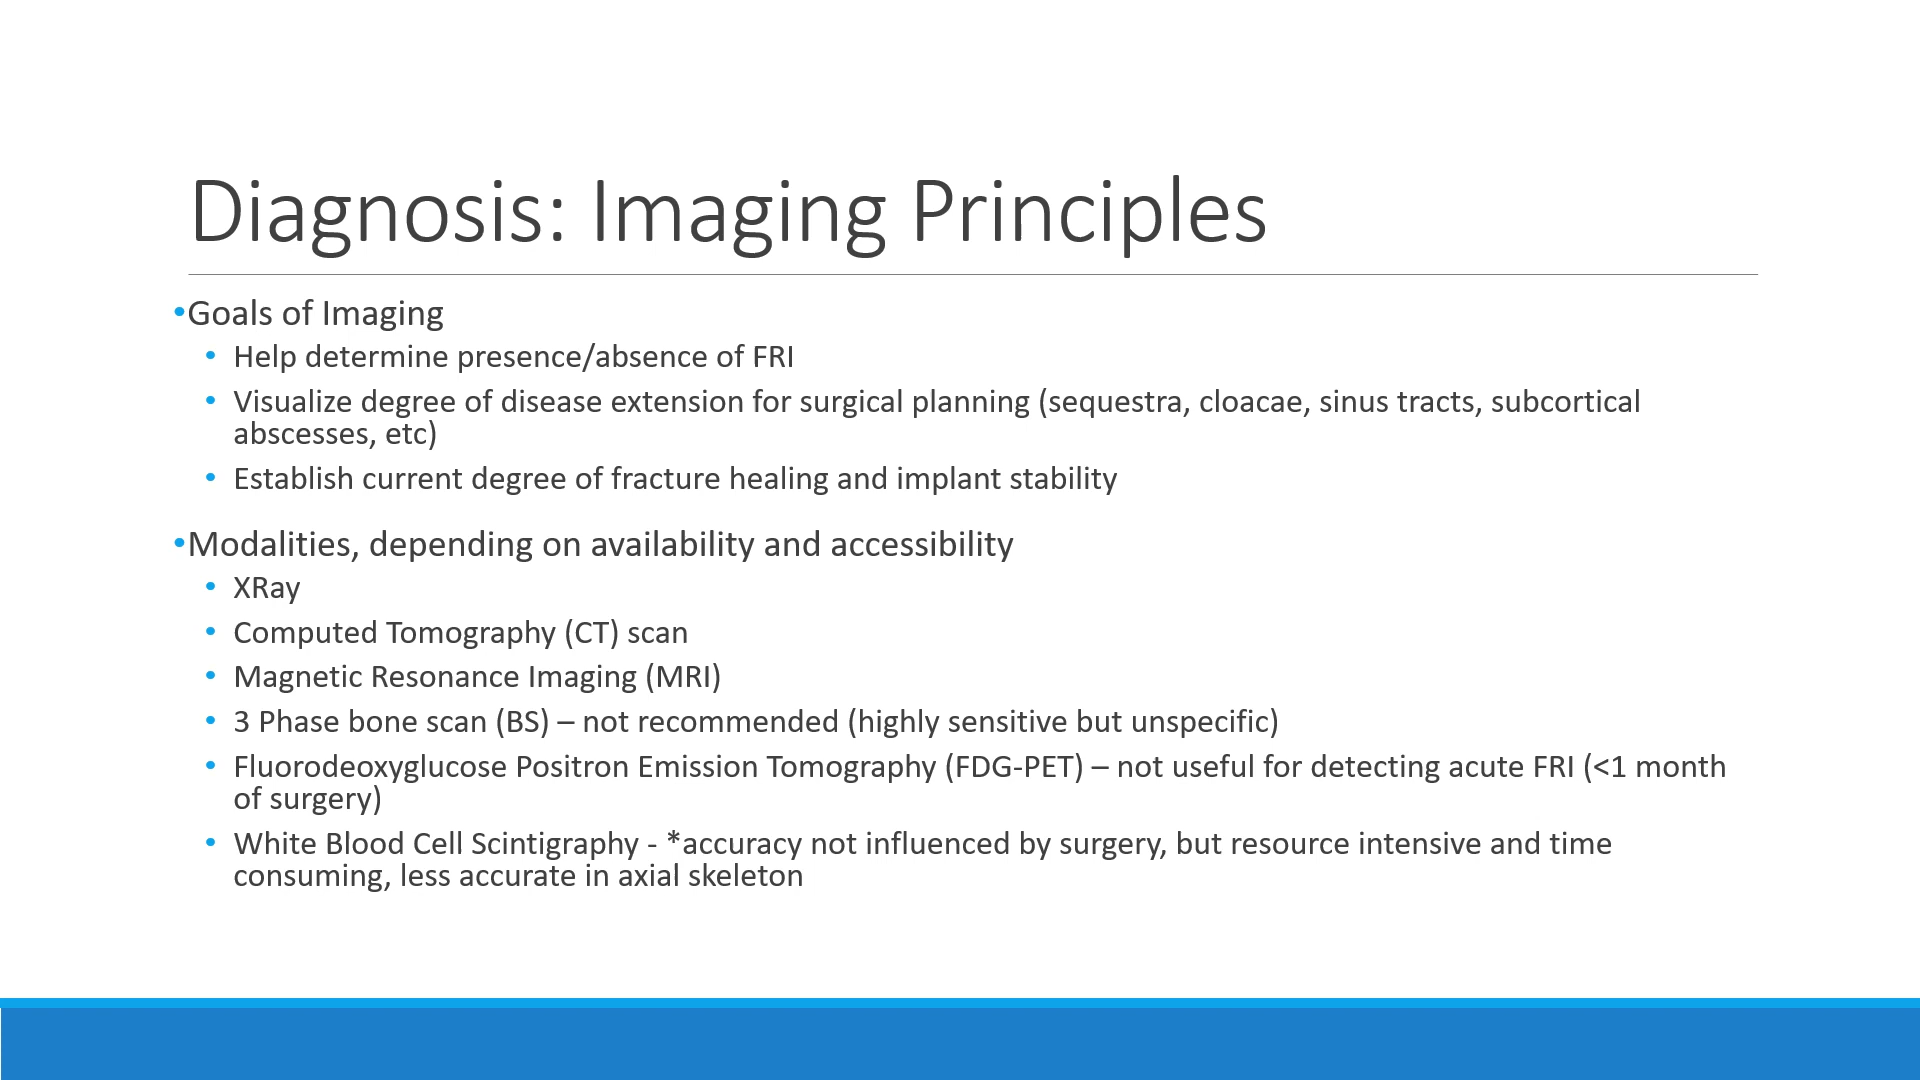 Diagnosis: Imaging Principles
•Goals of Imaging
• Help determine presence/absence of FRI
• Visualize degree of disease extension for surgical planning (sequestra, cloacae, sinus tracts, subcortical
abscesses, etc)
• Establish current degree of fracture healing and implant stability
•Modalities, depending on availability and accessibility
• XRay
• Computed Tomography (CT) scan
• Magnetic Resonance Imaging (MRI)
• 3 Phase bone scan (BS) – not recommended (highly sensitive but unspecific)
• Fluorodeoxyglucose Positron Emission Tomography (FDG-PET) – not useful for detecting acute FRI (<1 month
of surgery)
• White Blood Cell Scintigraphy - *accuracy not influenced by surgery, but resource intensive and time
consuming, less accurate in axial skeleton